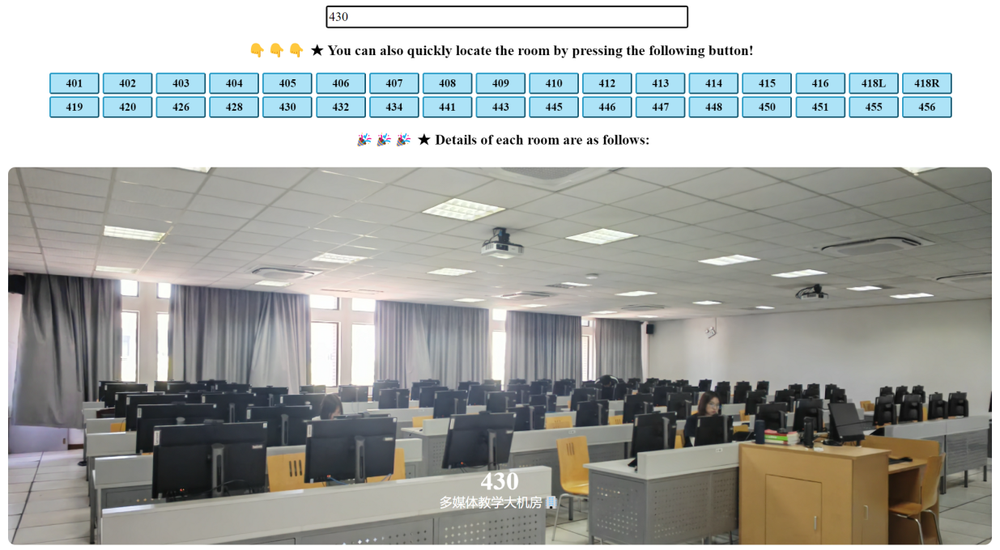 430
👇👇👇 ★ You can also quickly locate the room by pressing the following button!
401 402 403 404 405 406 407 408 409 410 412 413 414 415 416 418L 418R
419 420 426 428 430 432 434 441 443 445 446 447 448 450 451 455 456
🎉🎉🎉 ★ Details of each room are as follows:
430
多媒体教学大机房🏢